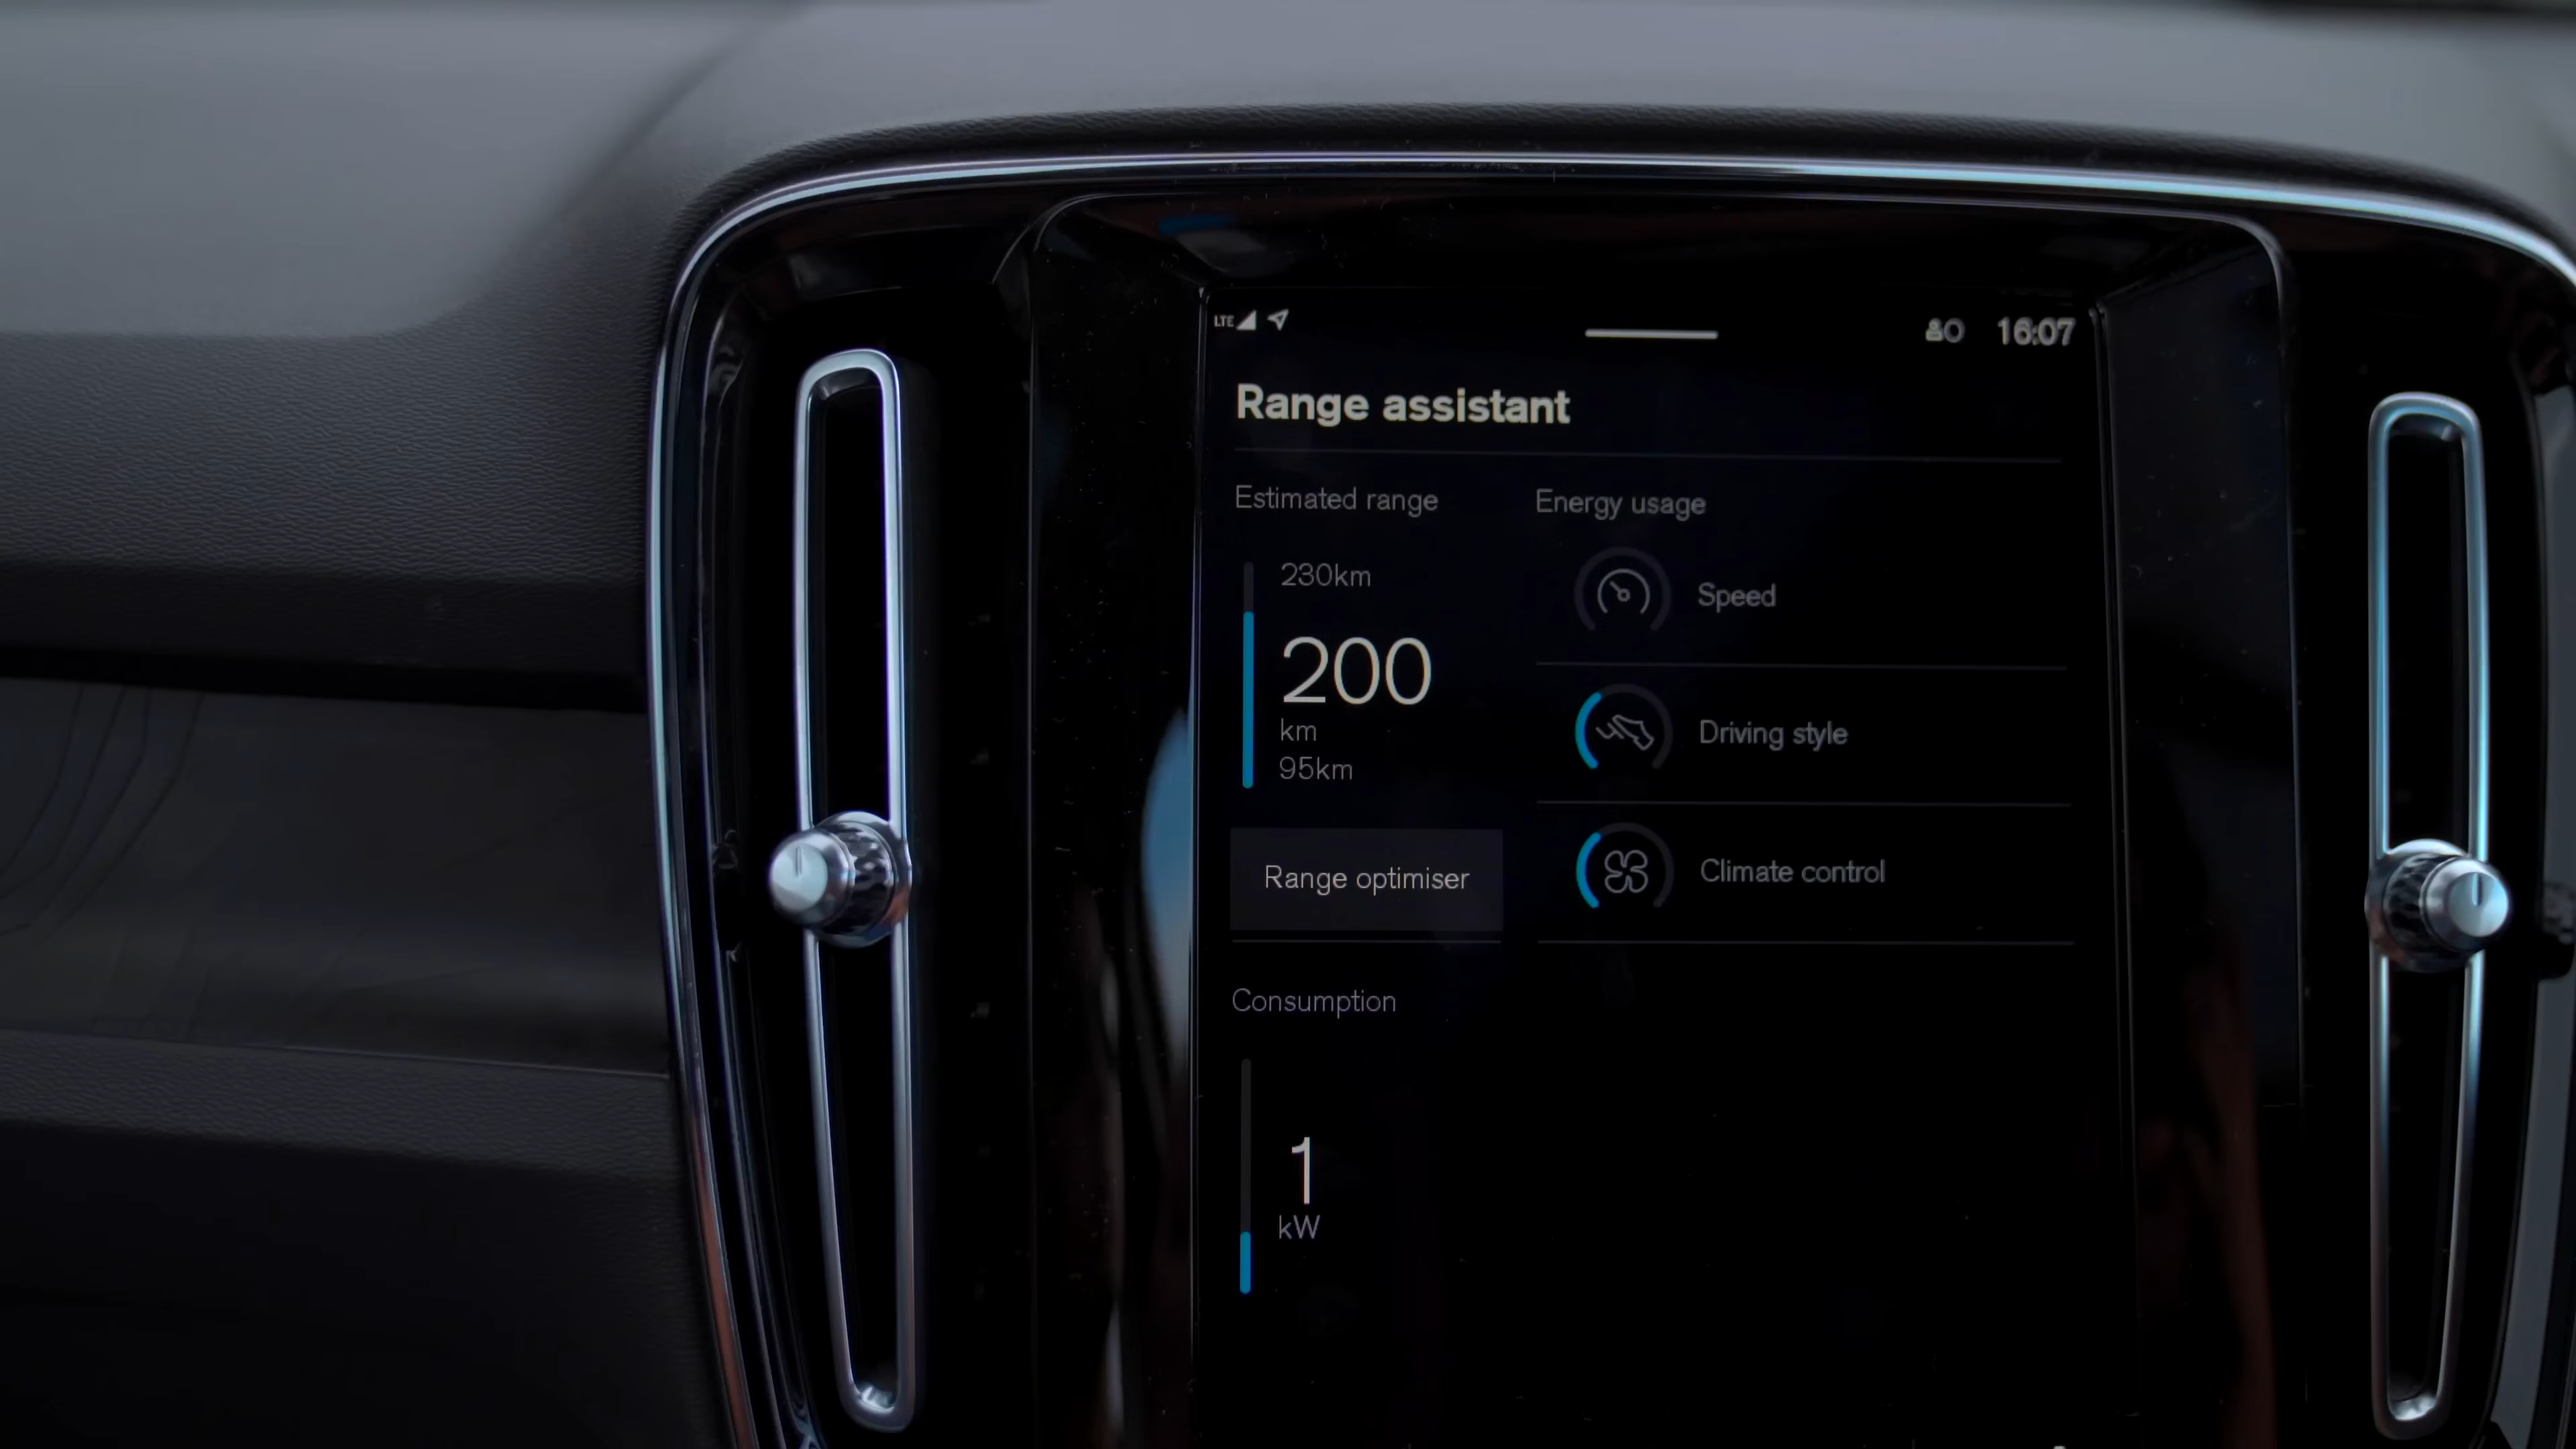 LTE
16:07
Range assistant
Estimated range
230km
200
km
95km
Range optimiser
Consumption
1
kW
Energy usage
Speed
Driving style
Climate control